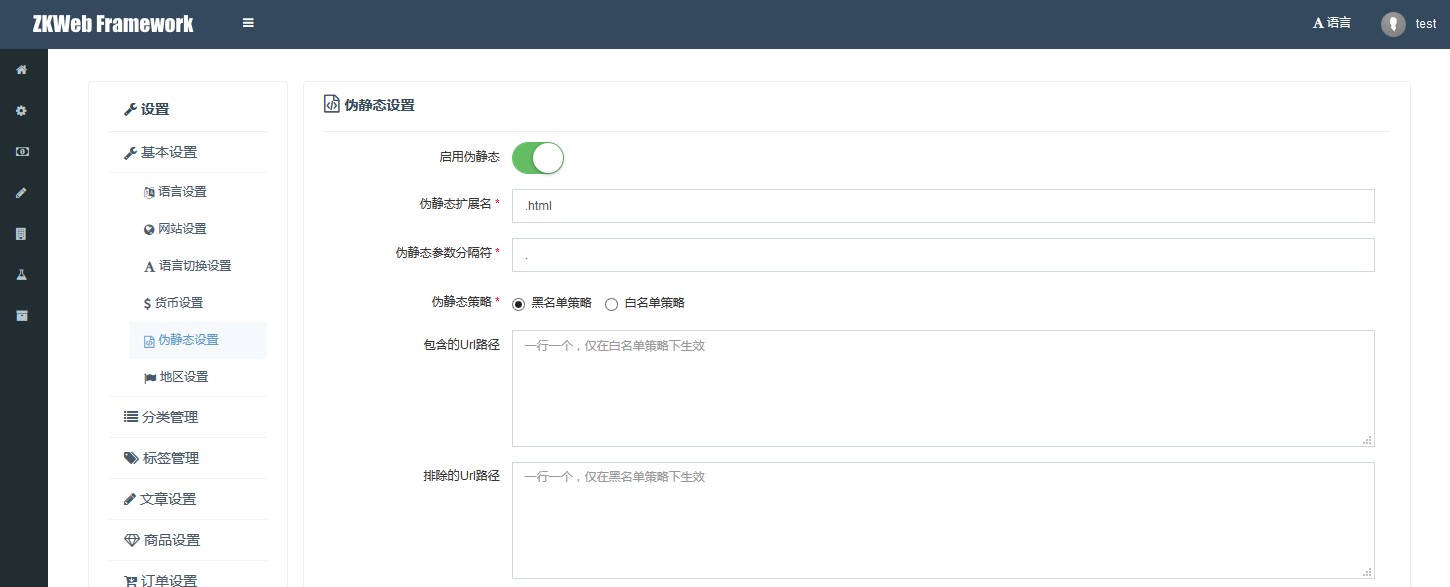 ZKWeb Framework
A 语言
test
设置
基本设置
语言设置
网站设置
A 语言切换设置
$ 货币设置
伪静态设置
地区设置
分类管理
标签管理
文章设置
商品设置
订单设置
伪静态设置
启用伪静态
伪静态扩展名 *
.html
伪静态参数分隔符 *
.
伪静态策略 *
黑名单策略
白名单策略
包含的Url路径
一行一个，仅在白名单策略下生效
排除的Url路径
一行一个，仅在黑名单策略下生效